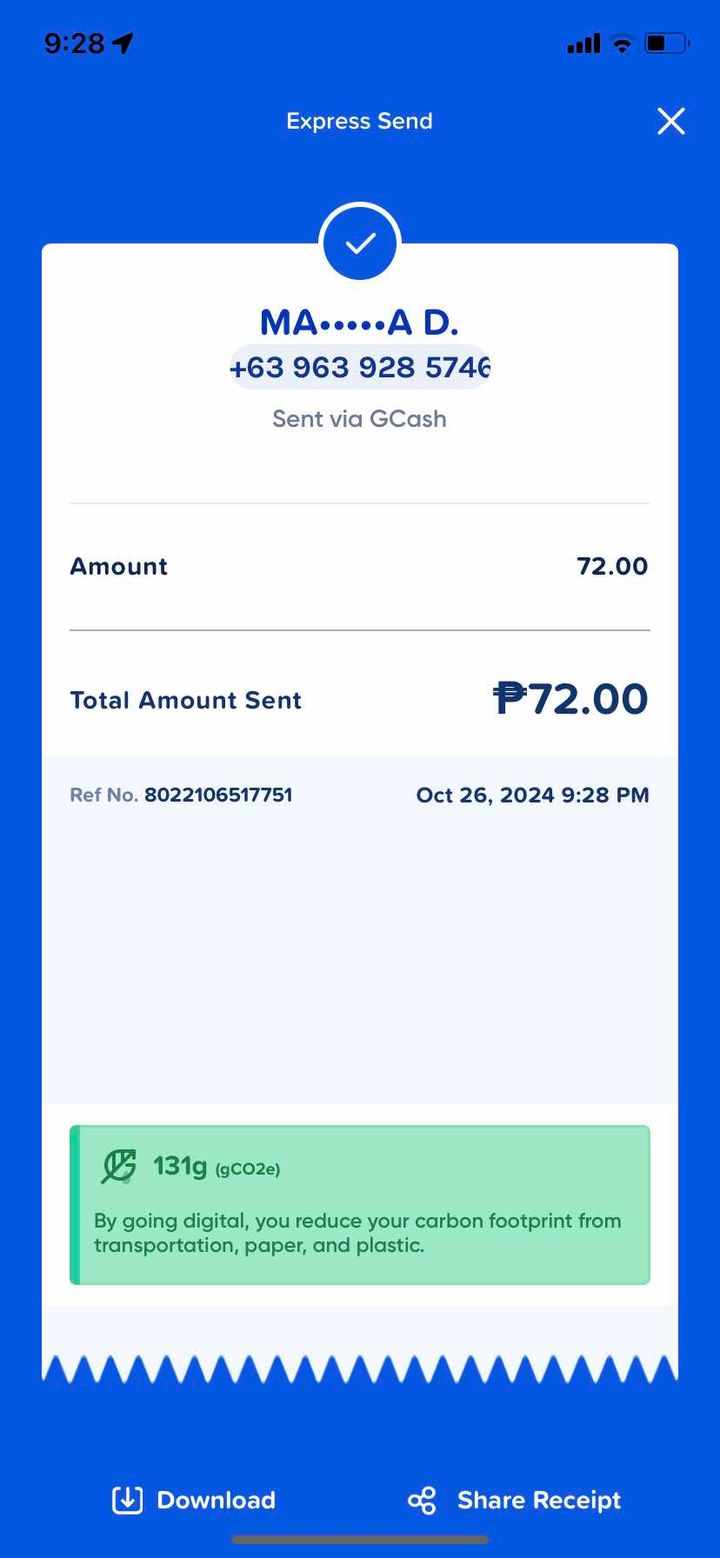 9:28
Express Send
MA•••••A D.
+63 963 928 5746
Sent via GCash
Amount 72.00
Total Amount Sent ₱72.00
Ref No. 8022106517751 Oct 26, 2024 9:28 PM
131g (gCO2e)
By going digital, you reduce your carbon footprint from
transportation, paper, and plastic.
Download Share Receipt